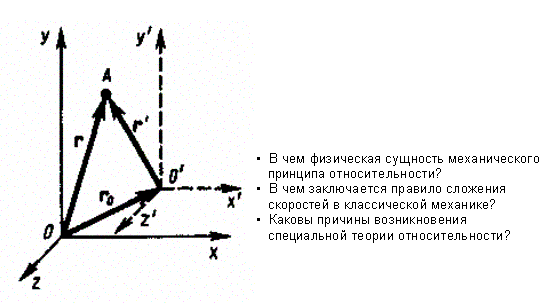 y
y'
A
r
r'
r₀
O'
x'
z'
O
x
z
• В чем физическая сущность механического
принципа относительности?
• В чем заключается правило сложения
скоростей в классической механике?
• Каковы причины возникновения
специальной теории относительности?